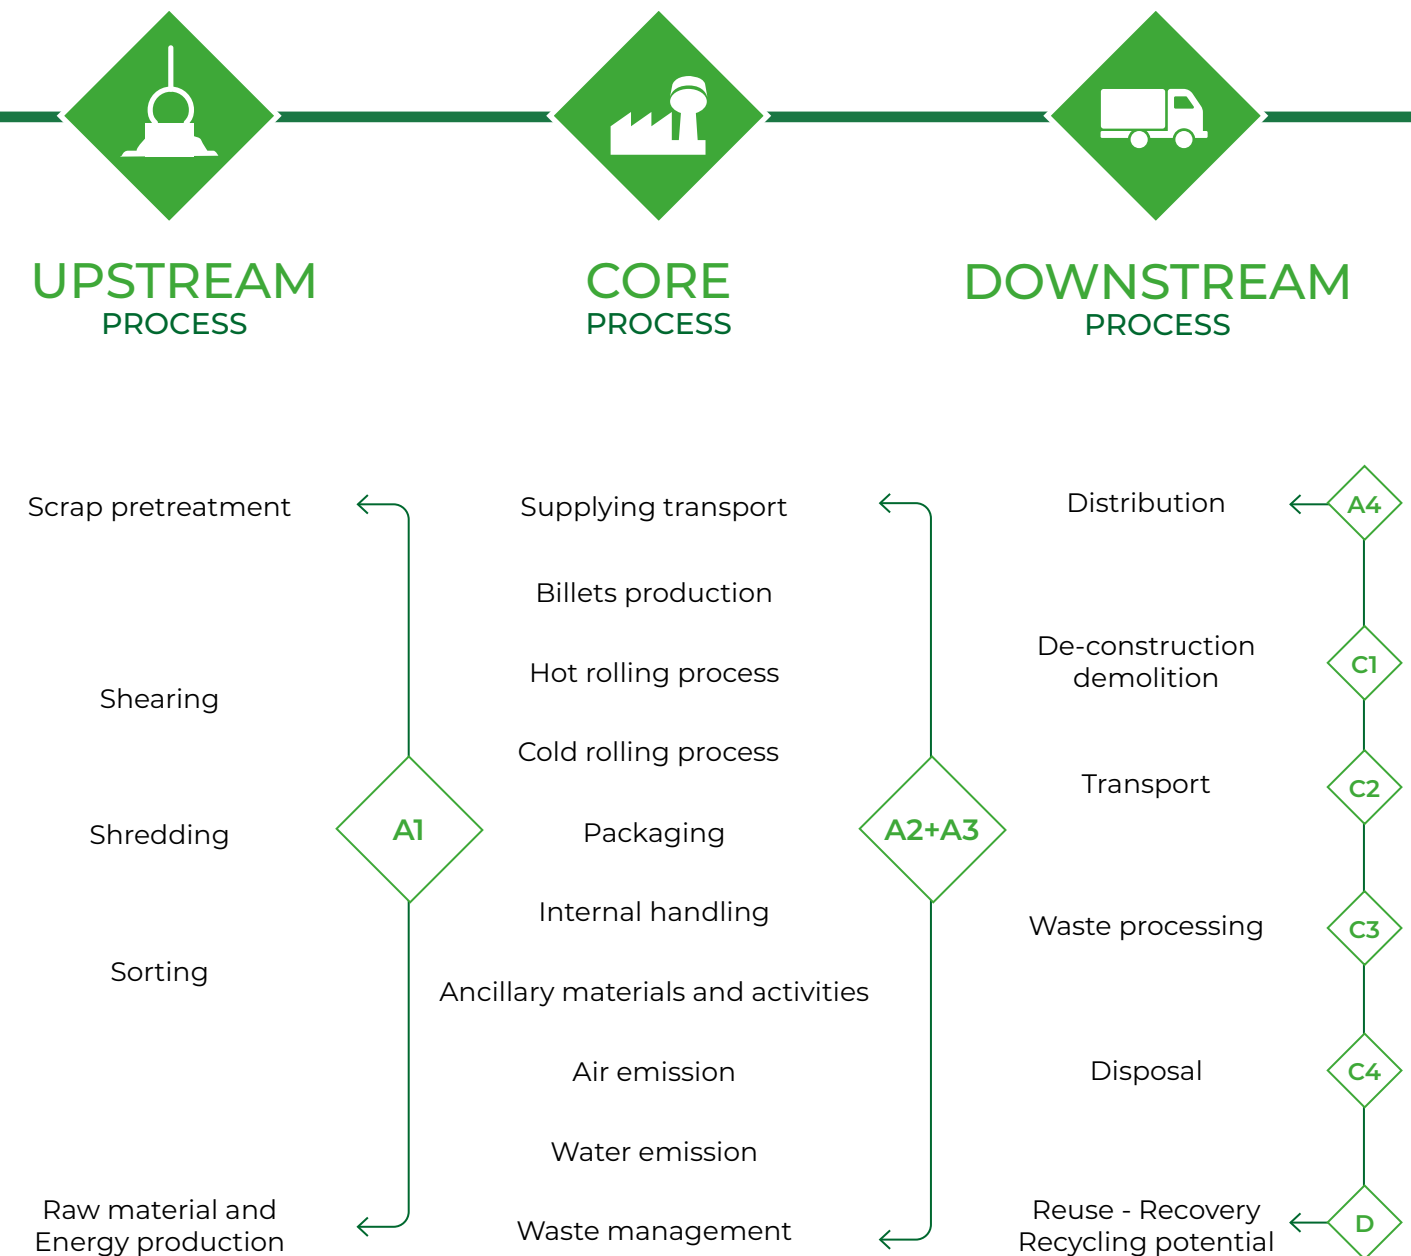 UPSTREAM
PROCESS
CORE
PROCESS
DOWNSTREAM
PROCESS
Scrap pretreatment
Shearing
Shredding
Sorting
Raw material and
Energy production
A1
Supplying transport
Billets production
Hot rolling process
Cold rolling process
Packaging
Internal handling
Ancillary materials and activities
Air emission
Water emission
Waste management
A2+A3
Distribution
A4
De-construction
demolition
C1
Transport
C2
Waste processing
C3
Disposal
C4
Reuse - Recovery
Recycling potential
D